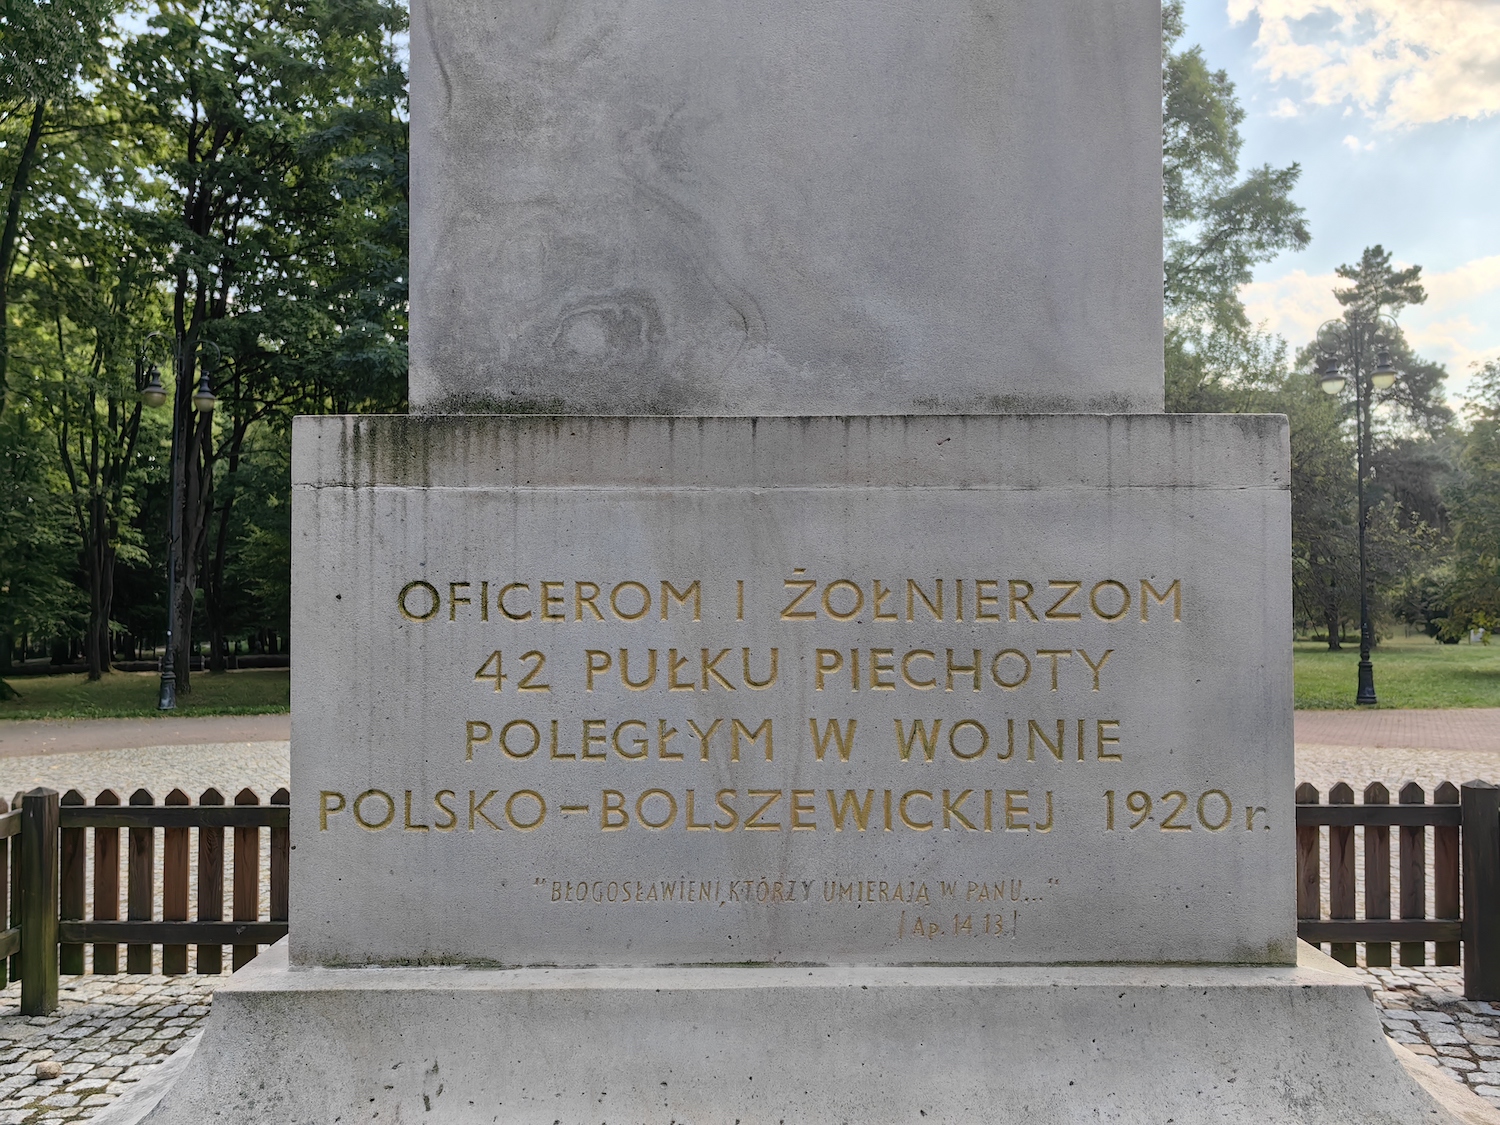 OFICEROM I ŻOŁNIERZOM
42 PUŁKU PIECHOTY
POLEGŁYM W WOJNIE
POLSKO-BOLSZEWICKIEJ 1920 r.
"BŁOGOSŁAWIENI, KTÓRZY UMIERAJĄ W PANU..."
/Ap. 14.13./